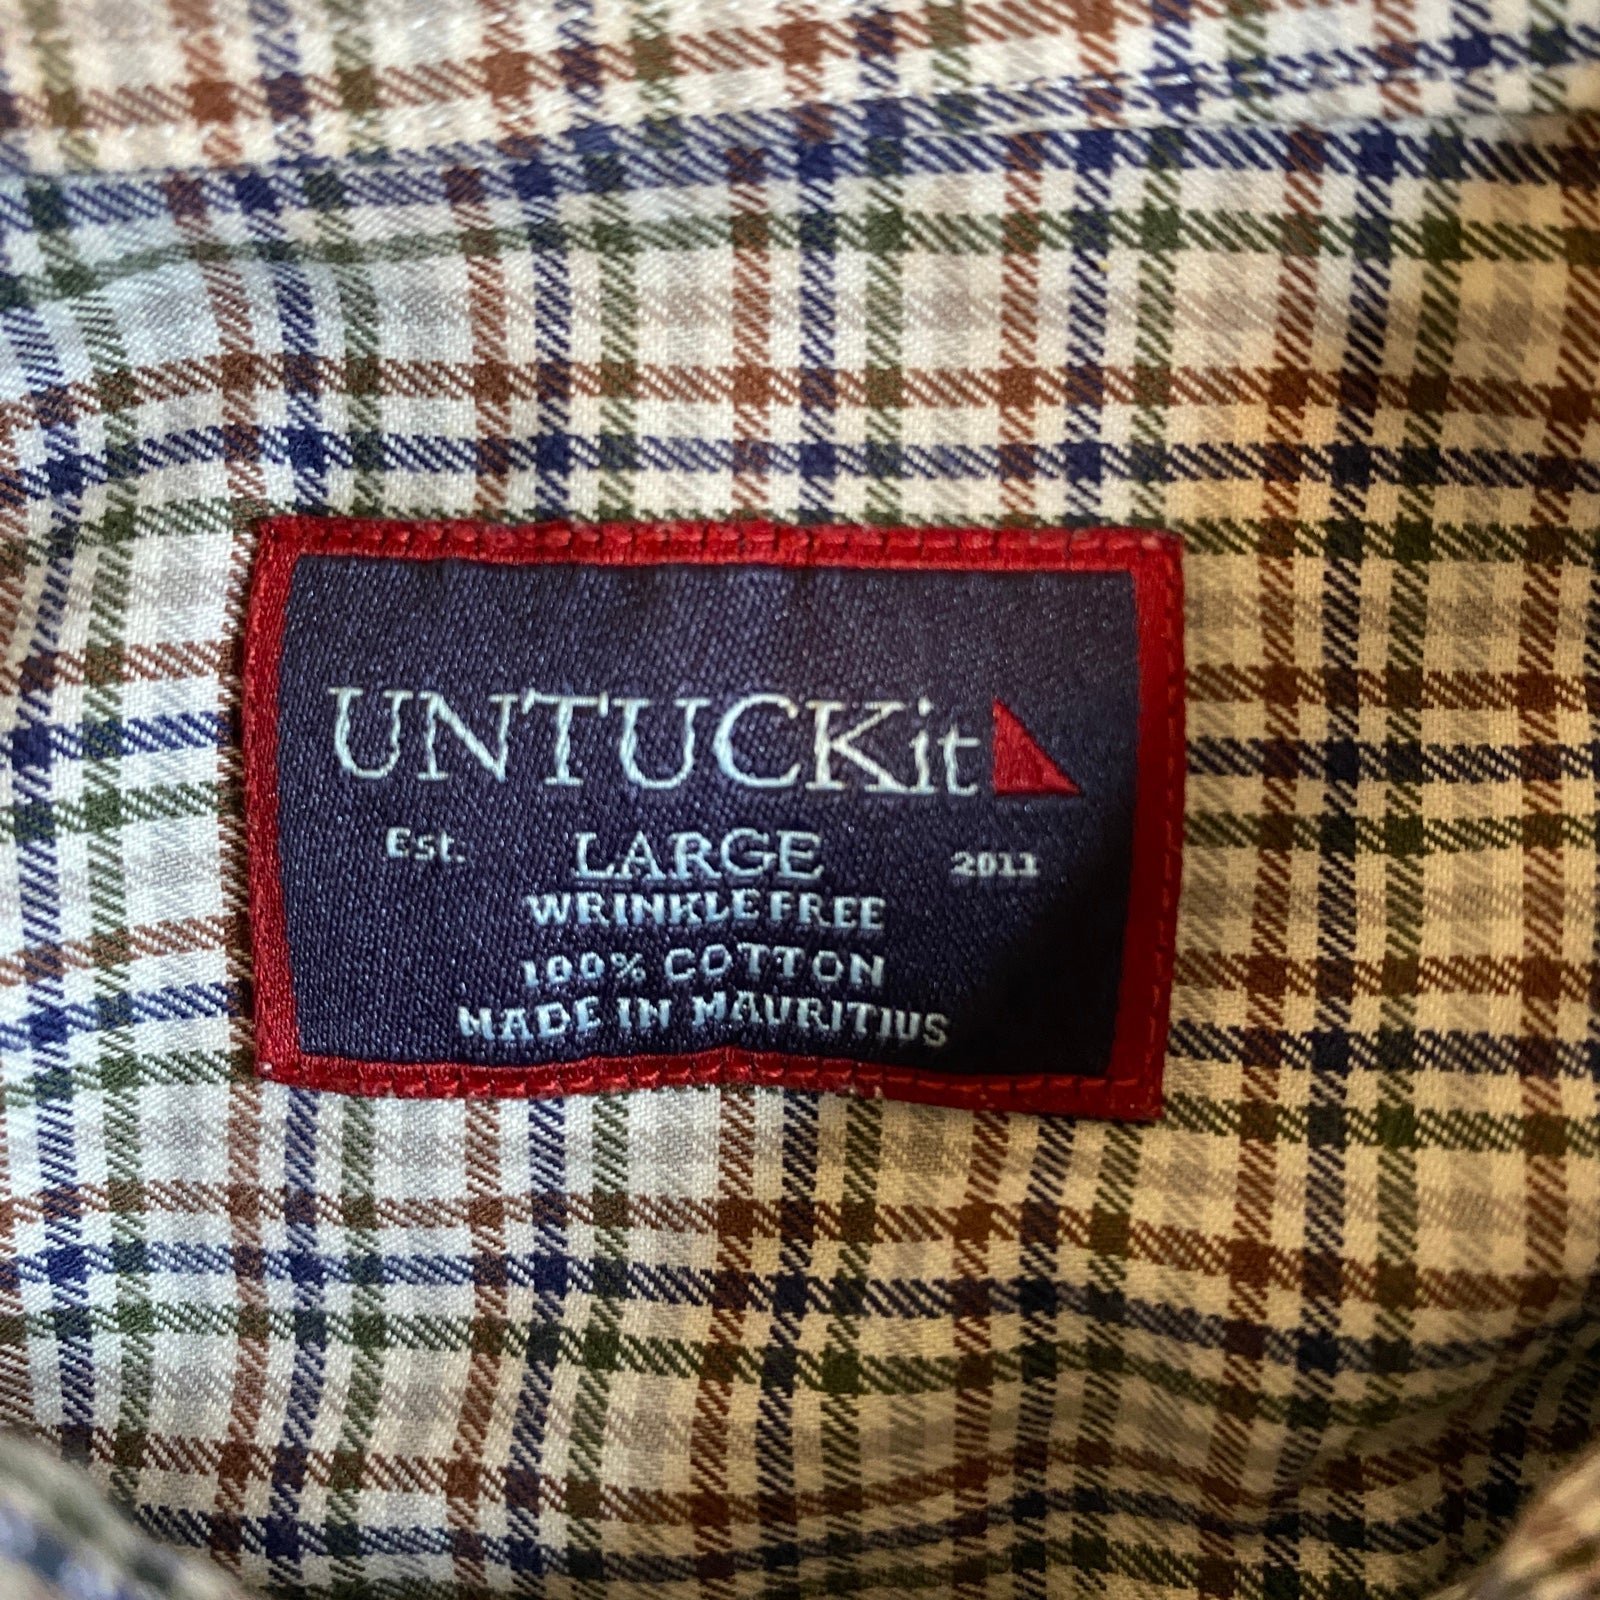 UNTUCKit
Est. LARGE 2011
WRINKLE FREE
100% COTTON
MADE IN MAURITIUS